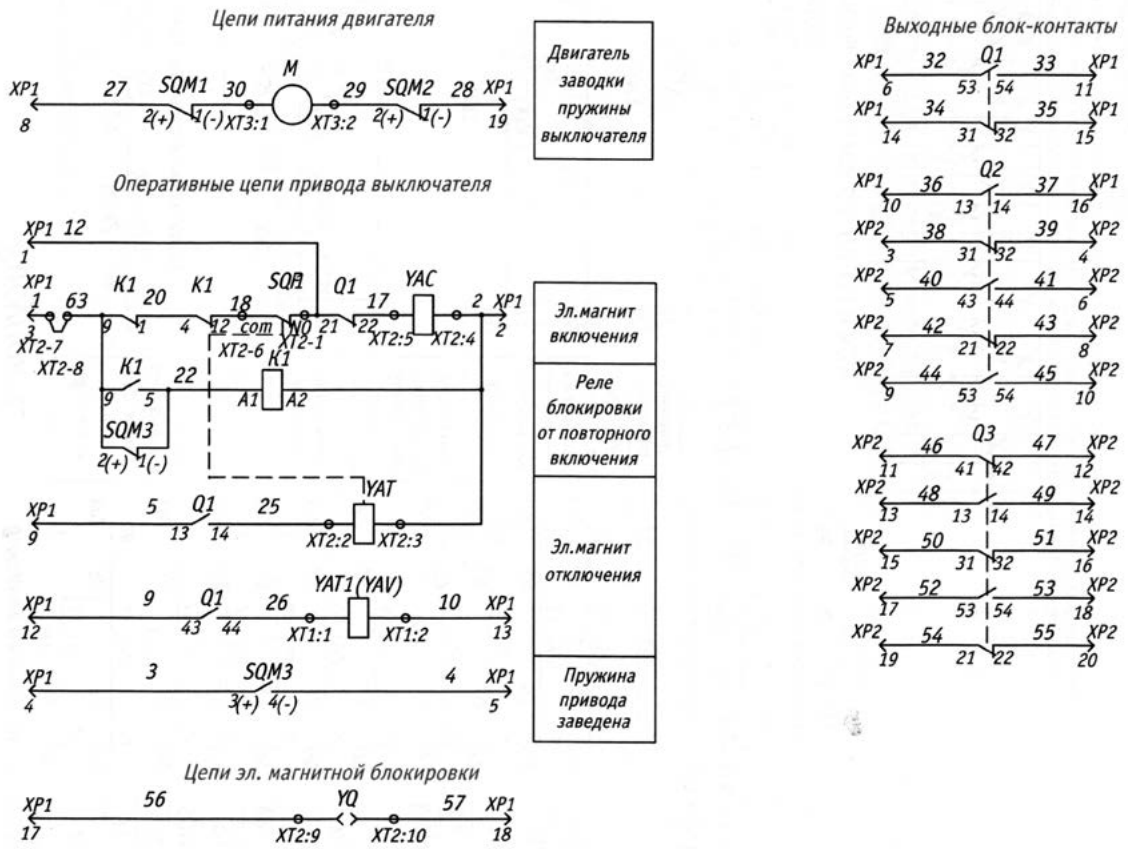 Цепи питания двигателя
XP1 27 SQM1 30 M 29 SQM2 28 XP1
8 2(+) 1(-) XT3:1 XT3:2 2(+) 1(-) 19
Двигатель
заводки
пружины
выключателя
Оперативные цепи привода выключателя
XP1 12
1
XP1 K1 20 K1 SQF1 Q1 YAC
1 63 18 17 2 XP1
3 9 1 4 12 com NO 21 22 XT2:5 XT2:4 2
XT2-7 XT2-6 XT2-1
XT2-8
K1 22 K1
9 5 A1 A2
SQM3
2(+) 1(-)
XP1 5 Q1 25 YAT
9 13 14 XT2:2 XT2:3
XP1 9 Q1 26 YAT1(YAV) 10 XP1
12 43 44 XT1:1 XT1:2 13
XP1 3 SQM3 4 XP1
4 3(+) 4(-) 5
Эл.магнит
включения
Реле
блокировки
от повторного
включения
Эл.магнит
отключения
Пружина
привода
заведена
Цепи эл. магнитной блокировки
XP1 56 YQ 57 XP1
17 XT2:9 XT2:10 18
Выходные блок-контакты
XP1 32 Q1 33 XP1
6 53 54 11
XP1 34 35 XP1
14 31 32 15
XP1 36 Q2 37 XP1
10 13 14 16
XP2 38 39 XP2
3 31 32 4
XP2 40 41 XP2
5 43 44 6
XP2 42 43 XP2
7 21 22 8
XP2 44 45 XP2
9 53 54 10
XP2 46 Q3 47 XP2
11 41 42 12
XP2 48 49 XP2
13 13 14 14
XP2 50 51 XP2
15 31 32 16
XP2 52 53 XP2
17 53 54 18
XP2 54 55 XP2
19 21 22 20